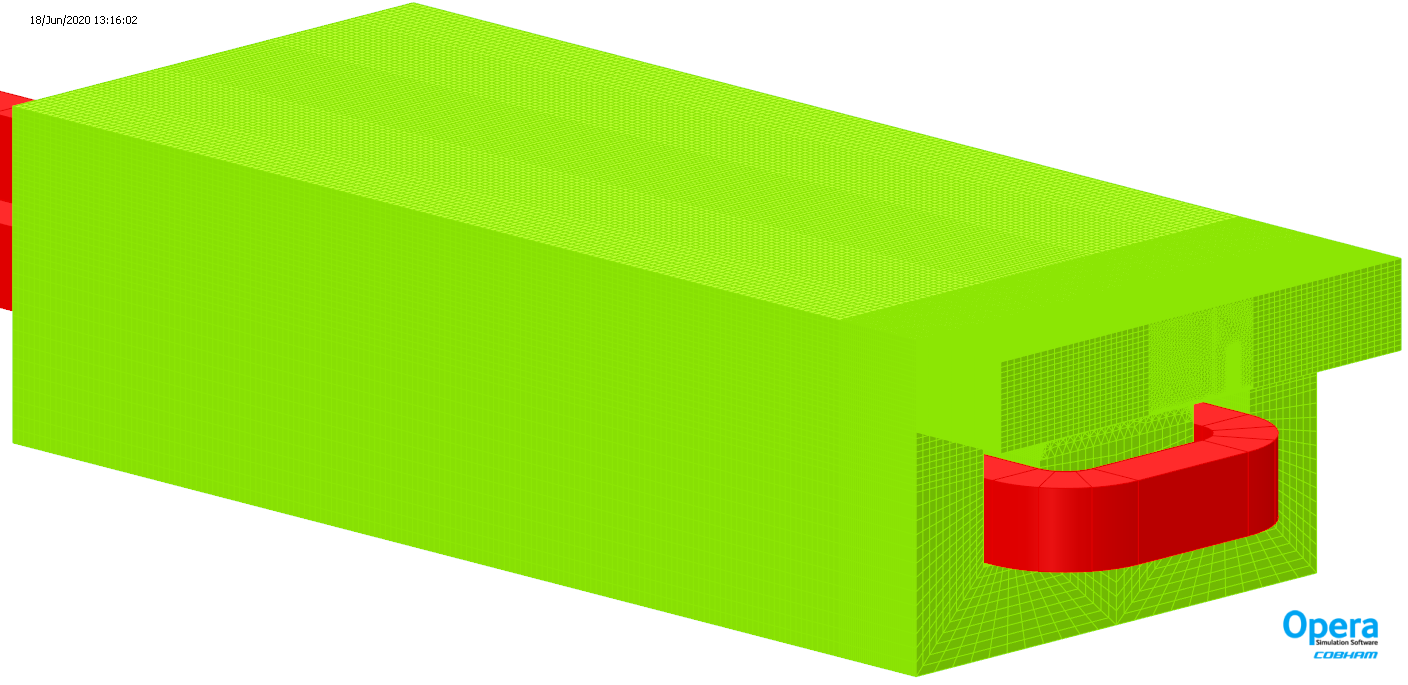 18/Jun/2020 13:16:02
Opera
Simulation Software
COBHAM